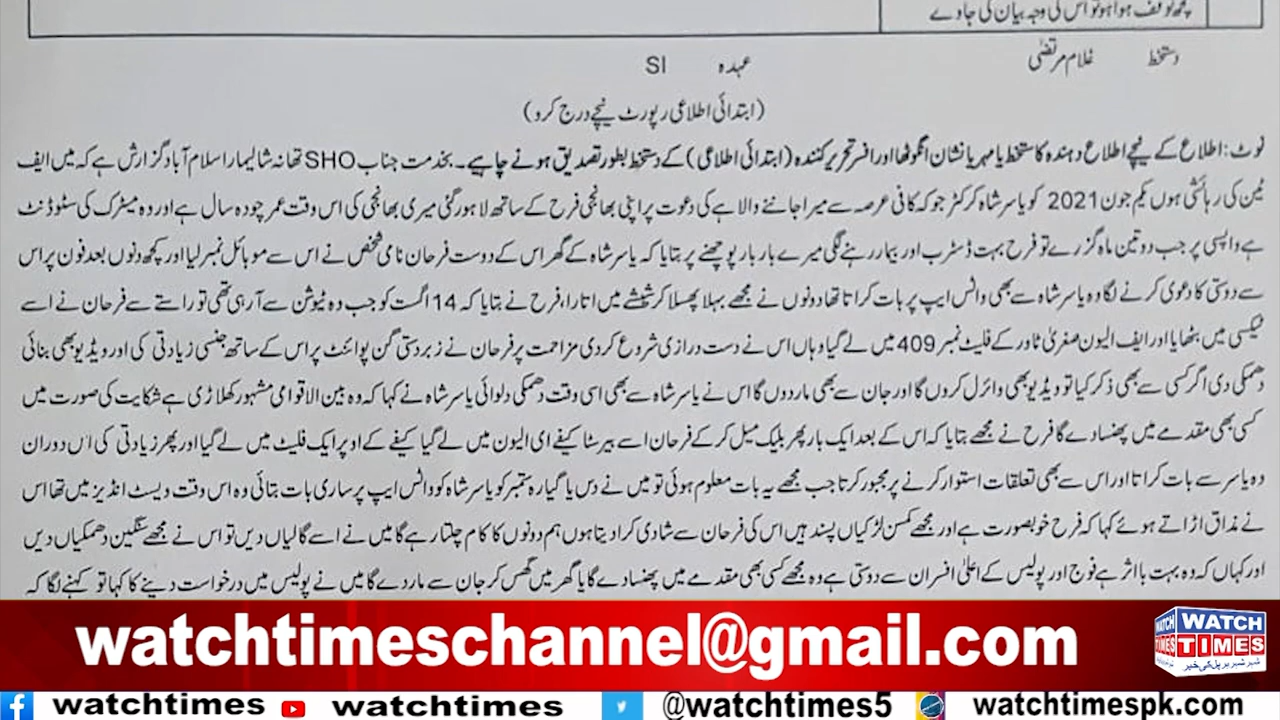 کچھ توقف ہوا ہو تو اس کی وجہ بیان کی جاوے
دستخط غلام مرتضیٰ عہدہ SI
(ابتدائی اطلاعی رپورٹ نیچے درج کرو)
نوٹ: اطلاع کے نیچے اطلاع دہندہ کا دستخط یا مہر یا نشان انگوٹھا اور افسر تحریر کنندہ (ابتدائی اطلاعی) کے دستخط بطور تصدیق ہونے چاہیے۔ بخدمت جناب SHO تھانہ شالیمار اسلام آباد گزارش ہے کہ میں ایف
ٹین کی رہائشی ہوں یکم جون 2021 کو یاسر شاہ کرکٹر جو کہ کافی عرصہ سے میرا جاننے والا ہے کی دعوت پر اپنی بھانجی فرح کے ساتھ لاہور گئی میری بھانجی کی اس وقت عمر چودہ سال ہے اور وہ میٹرک کی سٹوڈنٹ
ہے واپسی پر جب دو تین ماہ گزرے تو فرح بہت ڈسٹرب اور بیمار رہنے لگی میرے بار بار پوچھنے پر بتایا کہ یاسر شاہ کے گھر اس کے دوست فرحان نامی شخص نے اس سے موبائل نمبر لیا اور کچھ دنوں بعد فون پر اس
سے دوستی کا دعویٰ کرنے لگا وہ یاسر شاہ سے بھی واٹس ایپ پر بات کراتا تھا دونوں نے مجھے بہلا پھسلا کر شیشے میں اتارا، فرح نے بتایا کہ 14 اگست کو جب وہ ٹیوشن سے آرہی تھی تو راستے سے فرحان نے اسے
ٹیکسی میں بٹھایا اور ایف الیون صغریٰ ٹاور کے فلیٹ نمبر 409 میں لے گیا وہاں اس نے دست درازی شروع کردی مزاحمت پر فرحان نے زبردستی گن پوائنٹ پر اس کے ساتھ جنسی زیادتی کی اور ویڈیو بھی بنائی
دھمکی دی اگر کسی سے بھی ذکر کیا تو ویڈیو بھی وائرل کروں گا اور جان سے بھی ماردوں گا اس نے یاسر شاہ سے بھی اسی وقت دھمکی دلوائی یاسر شاہ نے کہا کہ وہ بین الاقوامی مشہور کھلاڑی ہے شکایت کی صورت میں
کسی بھی مقدمے میں پھنسا دے گا فرح نے مجھے بتایا کہ اس کے بعد ایک بار پھر بلیک میل کر کے فرحان اسے بیرسٹا کیفے ای الیون میں لے گیا کیفے کے اوپر ایک فلیٹ میں لے گیا اور پھر زیادتی کی اس دوران
وہ یاسر سے بات کراتا اور اس سے بھی تعلقات استوار کرنے پر مجبور کرتا جب مجھے یہ بات معلوم ہوئی تو میں نے دس یا گیارہ ستمبر کو یاسر شاہ کو واٹس ایپ پر ساری بات بتائی وہ اس وقت ویسٹ انڈیز میں تھا اس
نے مذاق اڑاتے ہوئے کہا کہ فرح خوبصورت ہے اور مجھے کمسن لڑکیاں پسند ہیں اس کی فرحان سے شادی کرا دیتا ہوں ہم دونوں کا کام چلتا رہے گا میں نے اسے گالیاں دیں تو اس نے مجھے سنگین دھمکیاں دیں
اور کہاں کہ وہ بہت با اثر ہے فوج اور پولیس کے اعلیٰ افسران سے دوستی ہے وہ مجھے کسی بھی مقدمے میں پھنسا دے گا یا گھر میں گھس کر جان سے مار دے گا میں نے پولیس میں درخواست دینے کا کہا تو کہنے لگا کہ
watchtimeschannel@gmail.com
WATCH TIMES
WATCH TIMES
watchtimes watchtimes @watchtimes5 watchtimespk.com